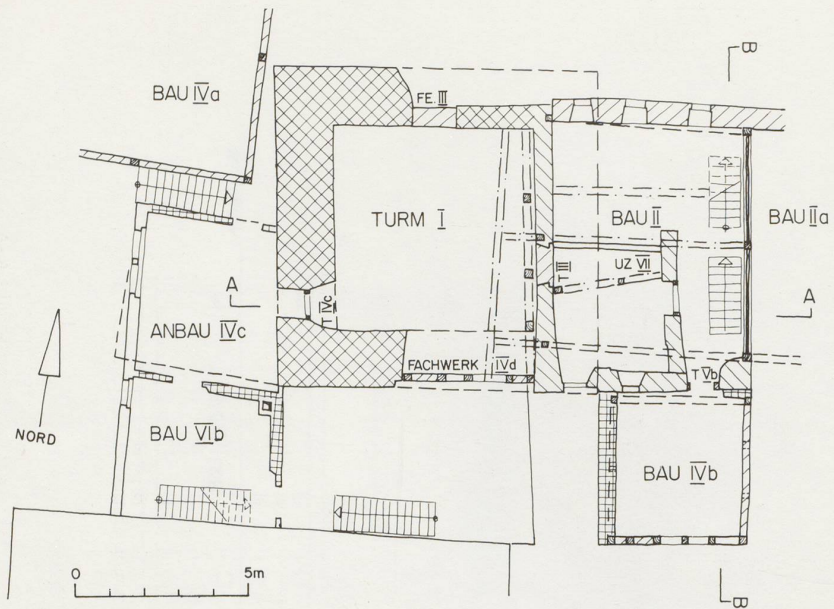 B
BAU IVa
FE. III
TURM I
BAU II
BAU IIa
T III
UZ VII
A
T IVc
A
ANBAU IVc
FACHWERK IVd
T Vb
NORD
BAU VIb
BAU IVb
0 5m
B